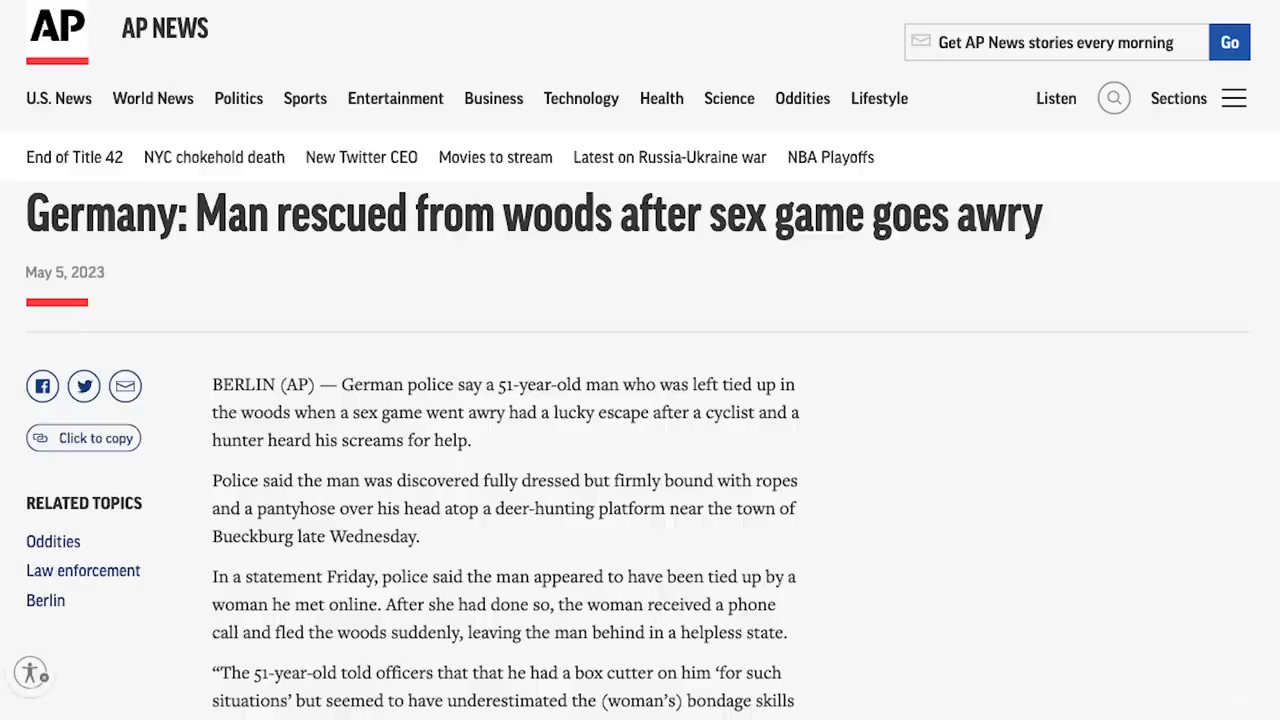 AP
AP NEWS
Get AP News stories every morning
Go
U.S. News World News Politics Sports Entertainment Business Technology Health Science Oddities Lifestyle Listen Sections
End of Title 42 NYC chokehold death New Twitter CEO Movies to stream Latest on Russia-Ukraine war NBA Playoffs
Germany: Man rescued from woods after sex game goes awry
May 5, 2023
Click to copy
RELATED TOPICS
Oddities
Law enforcement
Berlin
BERLIN (AP) — German police say a 51-year-old man who was left tied up in
the woods when a sex game went awry had a lucky escape after a cyclist and a
hunter heard his screams for help.
Police said the man was discovered fully dressed but firmly bound with ropes
and a pantyhose over his head atop a deer-hunting platform near the town of
Bueckburg late Wednesday.
In a statement Friday, police said the man appeared to have been tied up by a
woman he met online. After she had done so, the woman received a phone
call and fled the woods suddenly, leaving the man behind in a helpless state.
“The 51-year-old told officers that that he had a box cutter on him ‘for such
situations’ but seemed to have underestimated the (woman’s) bondage skills